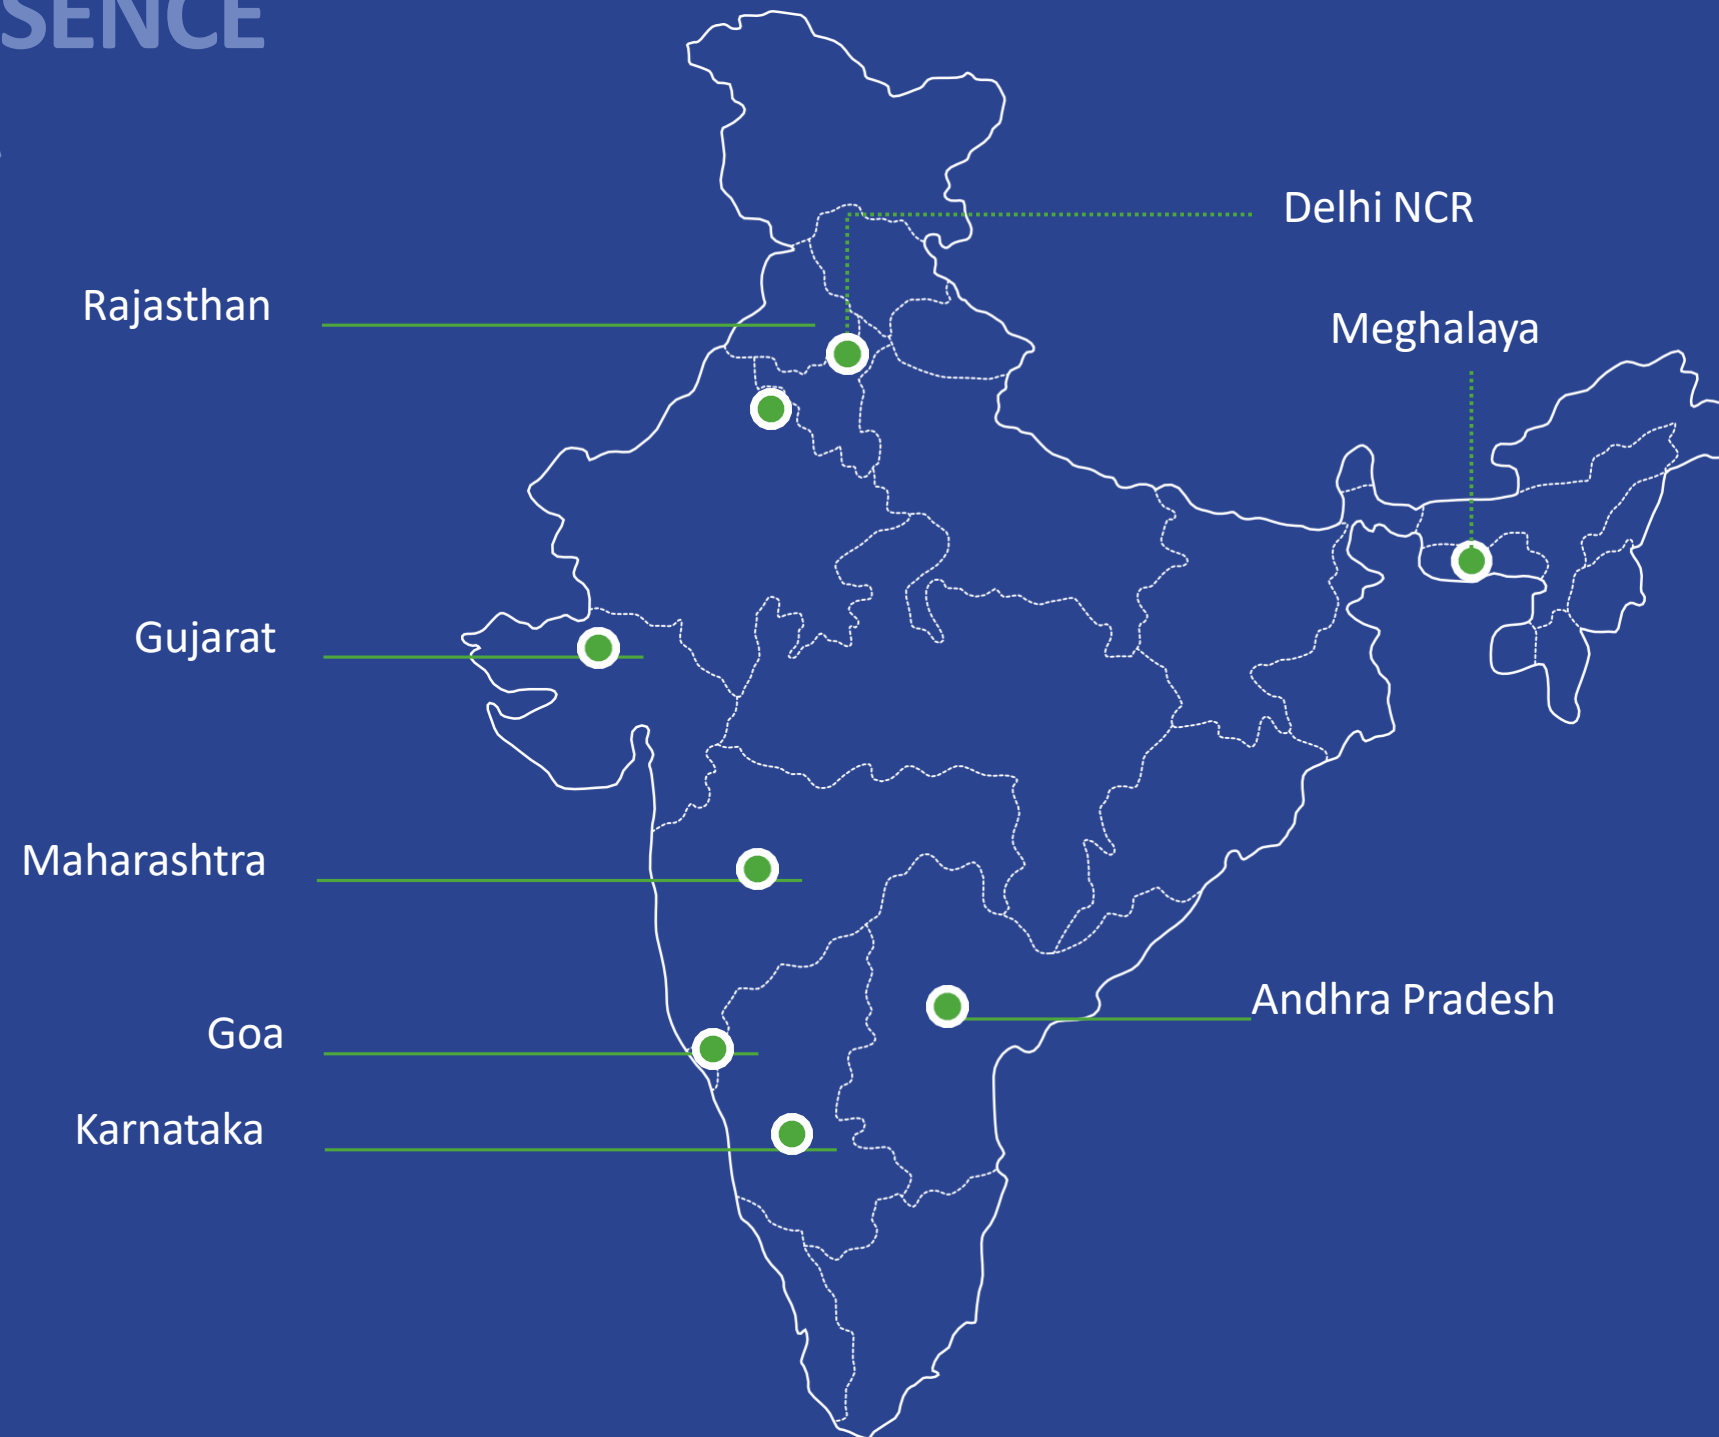 SENCE
Delhi NCR
Rajasthan
Meghalaya
Gujarat
Maharashtra
Andhra Pradesh
Goa
Karnataka